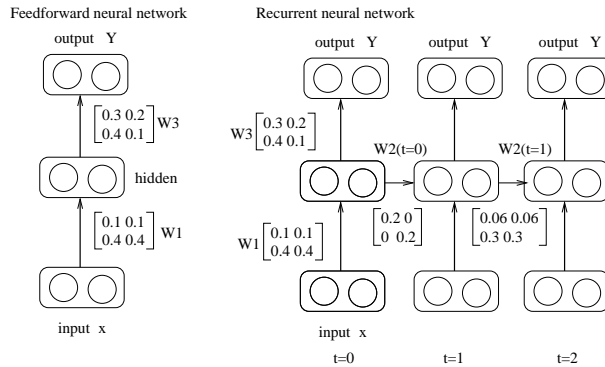 Feedforward neural network
output Y
0.3 0.2
0.4 0.1
W3
hidden
0.1 0.1
0.4 0.4
W1
input x
Recurrent neural network
output Y
output Y
output Y
W3
0.3 0.2
0.4 0.1
W2(t=0)
W2(t=1)
W1
0.1 0.1
0.4 0.4
0.2 0
0 0.2
0.06 0.06
0.3 0.3
input x
t=0
t=1
t=2